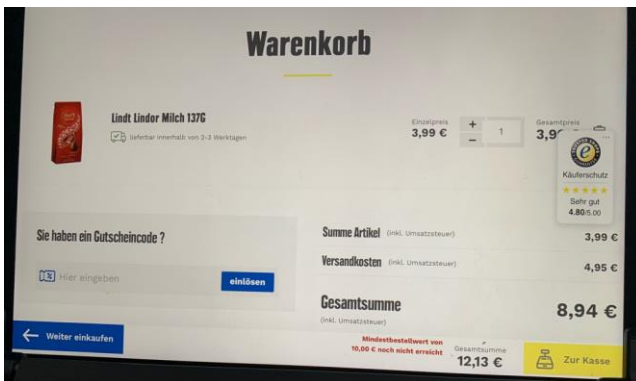 Warenkorb
Lindt Lindor Milch 137G
lieferbar innerhalb von 2-3 Werktagen
Einzelpreis
3,99 €
+
1
−
Gesamtpreis
3,9
Käuferschutz
★★★★★
Sehr gut
4.80/5.00
Sie haben ein Gutscheincode ?
Hier eingeben
einlösen
Summe Artikel (inkl. Umsatzsteuer)
3,99 €
Versandkosten (inkl. Umsatzsteuer)
4,95 €
Gesamtsumme
(inkl. Umsatzsteuer)
8,94 €
← Weiter einkaufen
Mindestbestellwert von
10,00 € noch nicht erreicht
Gesamtsumme
12,13 €
Zur Kasse